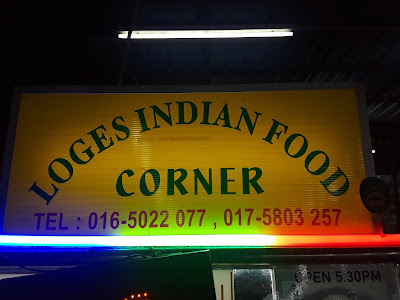 LOGES INDIAN FOOD
CORNER
TEL : 016-5022 077 , 017-5803 257
OPEN 5.30PM